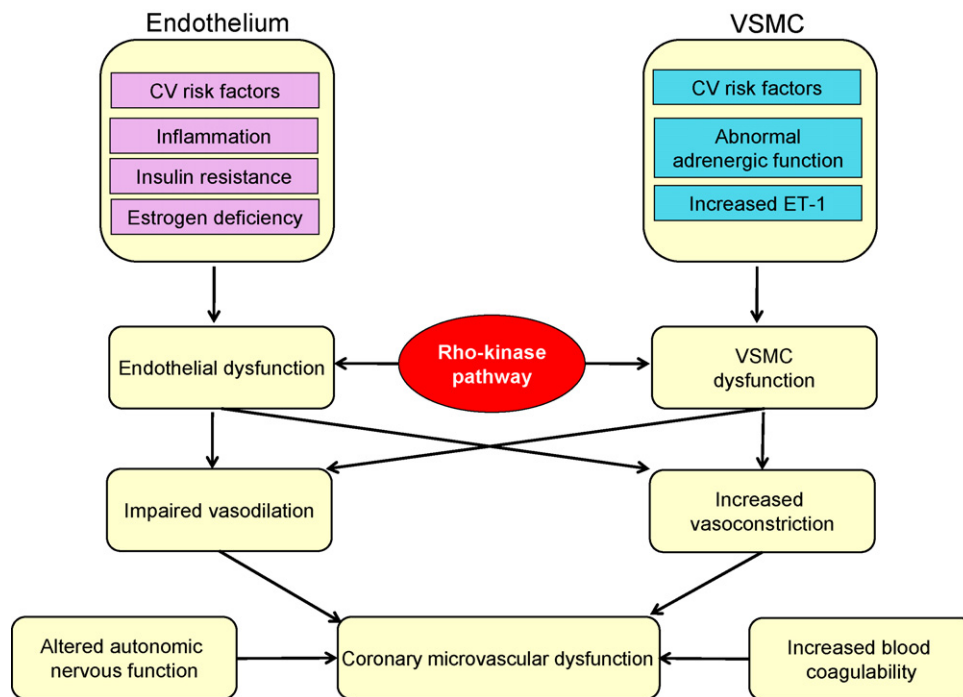 Endothelium
VSMC
CV risk factors
Inflammation
Insulin resistance
Estrogen deficiency
CV risk factors
Abnormal
adrenergic function
Increased ET-1
Endothelial dysfunction
Rho-kinase
pathway
VSMC
dysfunction
Impaired vasodilation
Increased
vasoconstriction
Altered autonomic
nervous function
Coronary microvascular dysfunction
Increased blood
coagulability